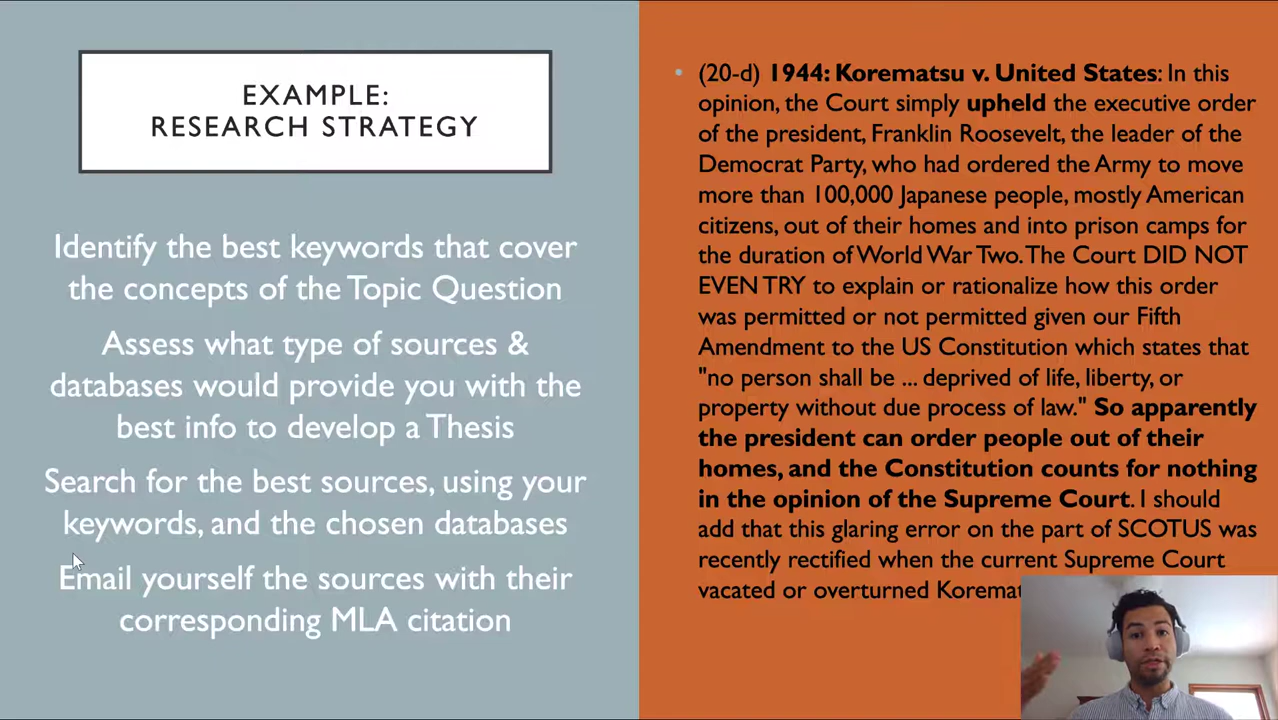 EXAMPLE:
RESEARCH STRATEGY
Identify the best keywords that cover
the concepts of the Topic Question
Assess what type of sources &
databases would provide you with the
best info to develop a Thesis
Search for the best sources, using your
keywords, and the chosen databases
Email yourself the sources with their
corresponding MLA citation
• (20-d) 1944: Korematsu v. United States: In this
opinion, the Court simply upheld the executive order
of the president, Franklin Roosevelt, the leader of the
Democrat Party, who had ordered the Army to move
more than 100,000 Japanese people, mostly American
citizens, out of their homes and into prison camps for
the duration of World War Two. The Court DID NOT
EVEN TRY to explain or rationalize how this order
was permitted or not permitted given our Fifth
Amendment to the US Constitution which states that
"no person shall be ... deprived of life, liberty, or
property without due process of law." So apparently
the president can order people out of their
homes, and the Constitution counts for nothing
in the opinion of the Supreme Court. I should
add that this glaring error on the part of SCOTUS was
recently rectified when the current Supreme Court
vacated or overturned